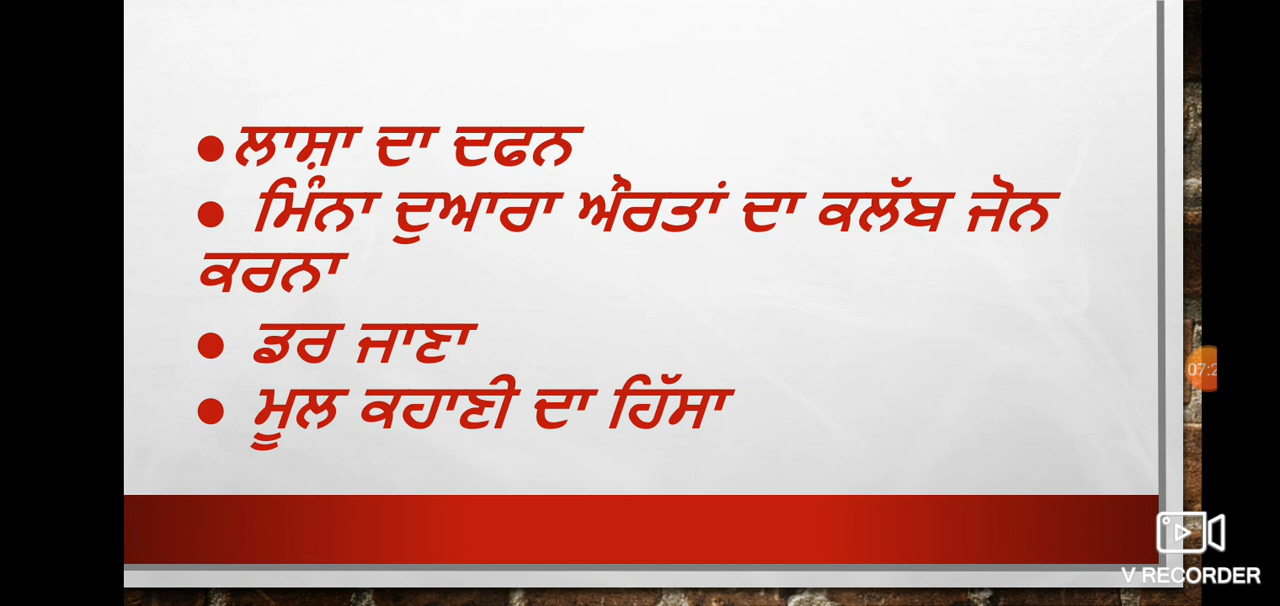 ●ਲਾਸ਼ਾ ਦਾ ਦਫਨ
● ਮਿੰਨਾ ਦੁਆਰਾ ਔਰਤਾਂ ਦਾ ਕਲੱਬ ਜੋਨ
ਕਰਨਾ
● ਡਰ ਜਾਣਾ
● ਮੂਲ ਕਹਾਣੀ ਦਾ ਹਿੱਸਾ
V RECORDER